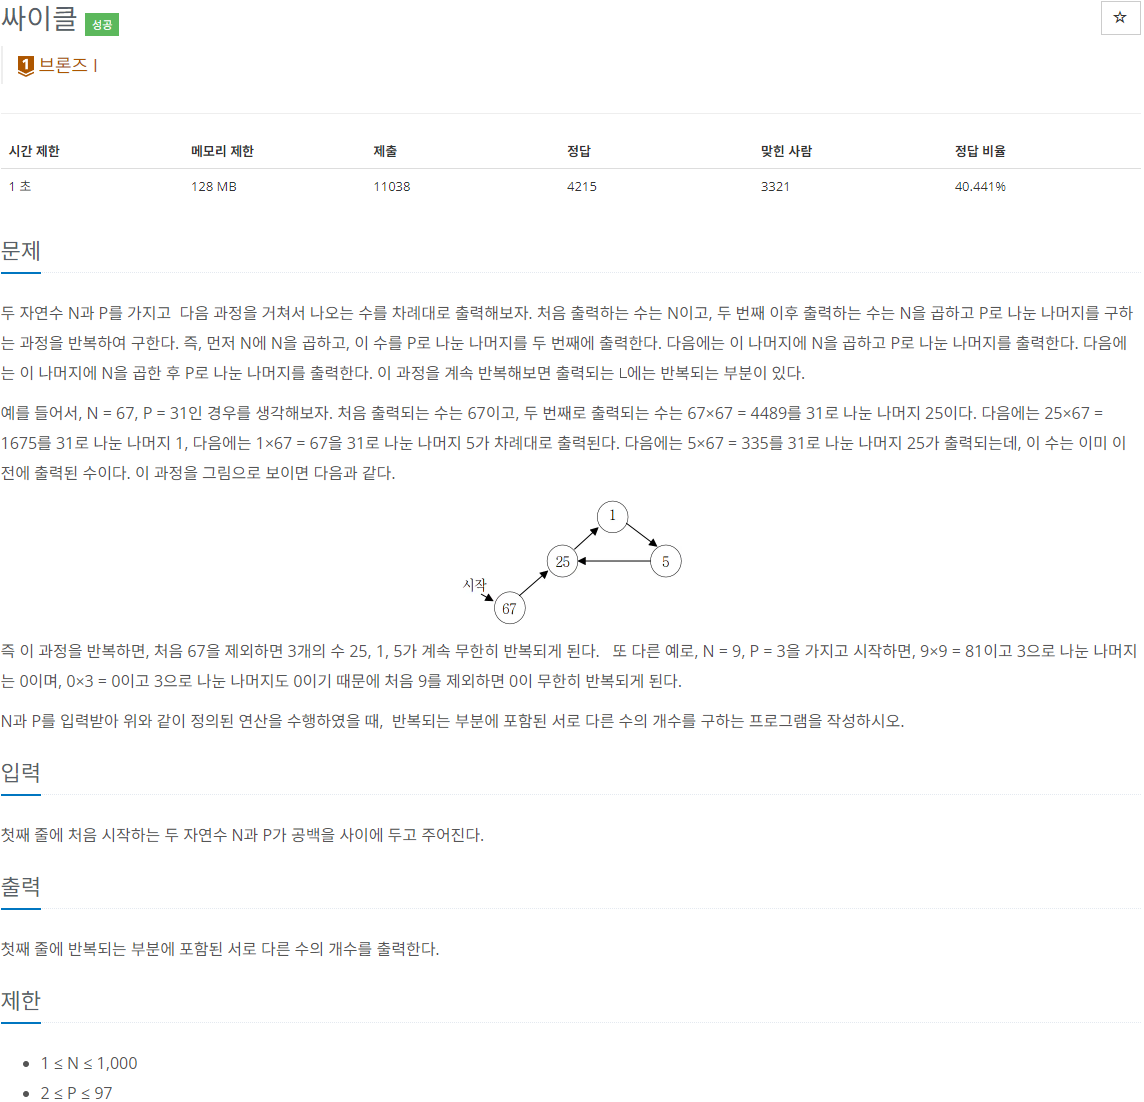 싸이클 성공
☆
1 브론즈 I
시간 제한 메모리 제한 제출 정답 맞힌 사람 정답 비율
1 초 128 MB 11038 4215 3321 40.441%
문제
두 자연수 N과 P를 가지고 다음 과정을 거쳐서 나오는 수를 차례대로 출력해보자. 처음 출력하는 수는 N이고, 두 번째 이후 출력하는 수는 N을 곱하고 P로 나눈 나머지를 구하
는 과정을 반복하여 구한다. 즉, 먼저 N에 N을 곱하고, 이 수를 P로 나눈 나머지를 두 번째에 출력한다. 다음에는 이 나머지에 N을 곱하고 P로 나눈 나머지를 출력한다. 다음에
는 이 나머지에 N을 곱한 후 P로 나눈 나머지를 출력한다. 이 과정을 계속 반복해보면 출력되는 L에는 반복되는 부분이 있다.
예를 들어서, N = 67, P = 31인 경우를 생각해보자. 처음 출력되는 수는 67이고, 두 번째로 출력되는 수는 67×67 = 4489를 31로 나눈 나머지 25이다. 다음에는 25×67 =
1675를 31로 나눈 나머지 1, 다음에는 1×67 = 67을 31로 나눈 나머지 5가 차례대로 출력된다. 다음에는 5×67 = 335를 31로 나눈 나머지 25가 출력되는데, 이 수는 이미 이
전에 출력된 수이다. 이 과정을 그림으로 보이면 다음과 같다.
1
25 5
시작
67
즉 이 과정을 반복하면, 처음 67을 제외하면 3개의 수 25, 1, 5가 계속 무한히 반복되게 된다. 또 다른 예로, N = 9, P = 3을 가지고 시작하면, 9×9 = 81이고 3으로 나눈 나머지
는 0이며, 0×3 = 0이고 3으로 나눈 나머지도 0이기 때문에 처음 9를 제외하면 0이 무한히 반복되게 된다.
N과 P를 입력받아 위와 같이 정의된 연산을 수행하였을 때, 반복되는 부분에 포함된 서로 다른 수의 개수를 구하는 프로그램을 작성하시오.
입력
첫째 줄에 처음 시작하는 두 자연수 N과 P가 공백을 사이에 두고 주어진다.
출력
첫째 줄에 반복되는 부분에 포함된 서로 다른 수의 개수를 출력한다.
제한
• 1 ≤ N ≤ 1,000
• 2 ≤ P ≤ 97